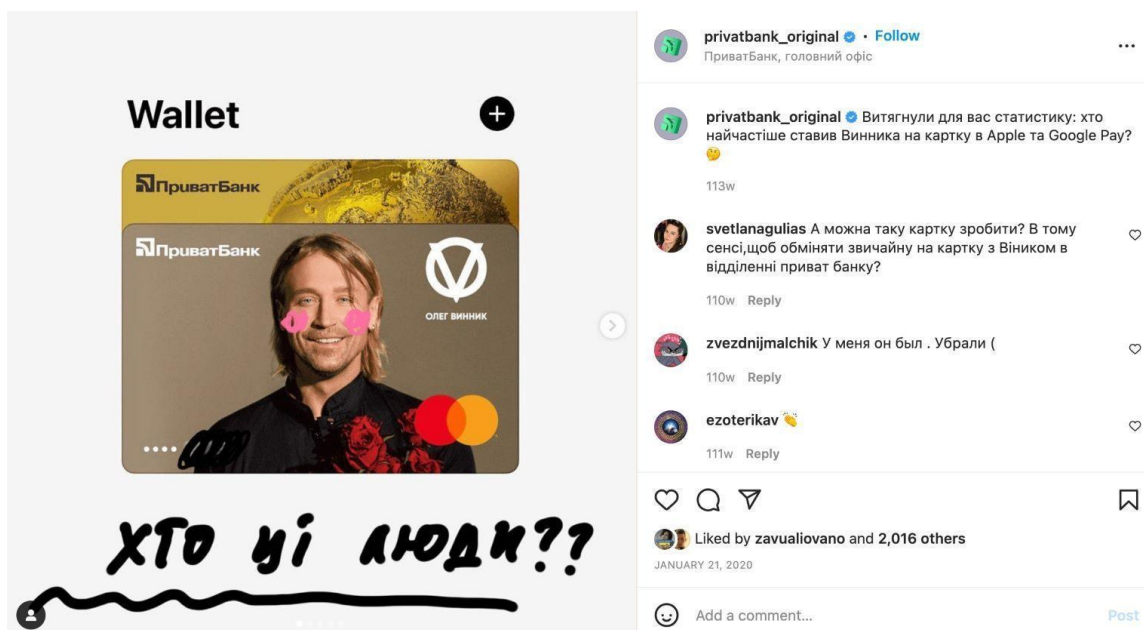 Wallet
ПриватБанк
ПриватБанк
ОЛЕГ ВИННИК
ХТО ЦІ ЛЮДИ??
privatbank_original • Follow
ПриватБанк, головний офіс
privatbank_original Витягнули для вас статистику: хто
найчастіше ставив Винника на картку в Apple та Google Pay?
🤔
113w
svetlanagulias А можна таку картку зробити? В тому
сенсі,щоб обміняти звичайну на картку з Віником в
відділенні приват банку?
110w Reply
zvezdnijmalchik У меня он был . Убрали (
110w Reply
ezoterikav 👏
111w Reply
Liked by zavualiovano and 2,016 others
JANUARY 21, 2020
Add a comment...
Post